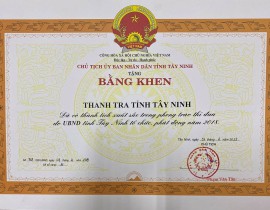 CỘNG HÒA XÃ HỘI CHỦ NGHĨA VIỆT NAM
Độc lập - Tự do - Hạnh phúc
CHỦ TỊCH ỦY BAN NHÂN DÂN TỈNH TÂY NINH
TẶNG
BẰNG KHEN
THANH TRA TỈNH TÂY NINH
Đã có thành tích xuất sắc trong phong trào thi đua
do UBND tỉnh Tây Ninh tổ chức, phát động năm 2018.
CHỦ TỊCH